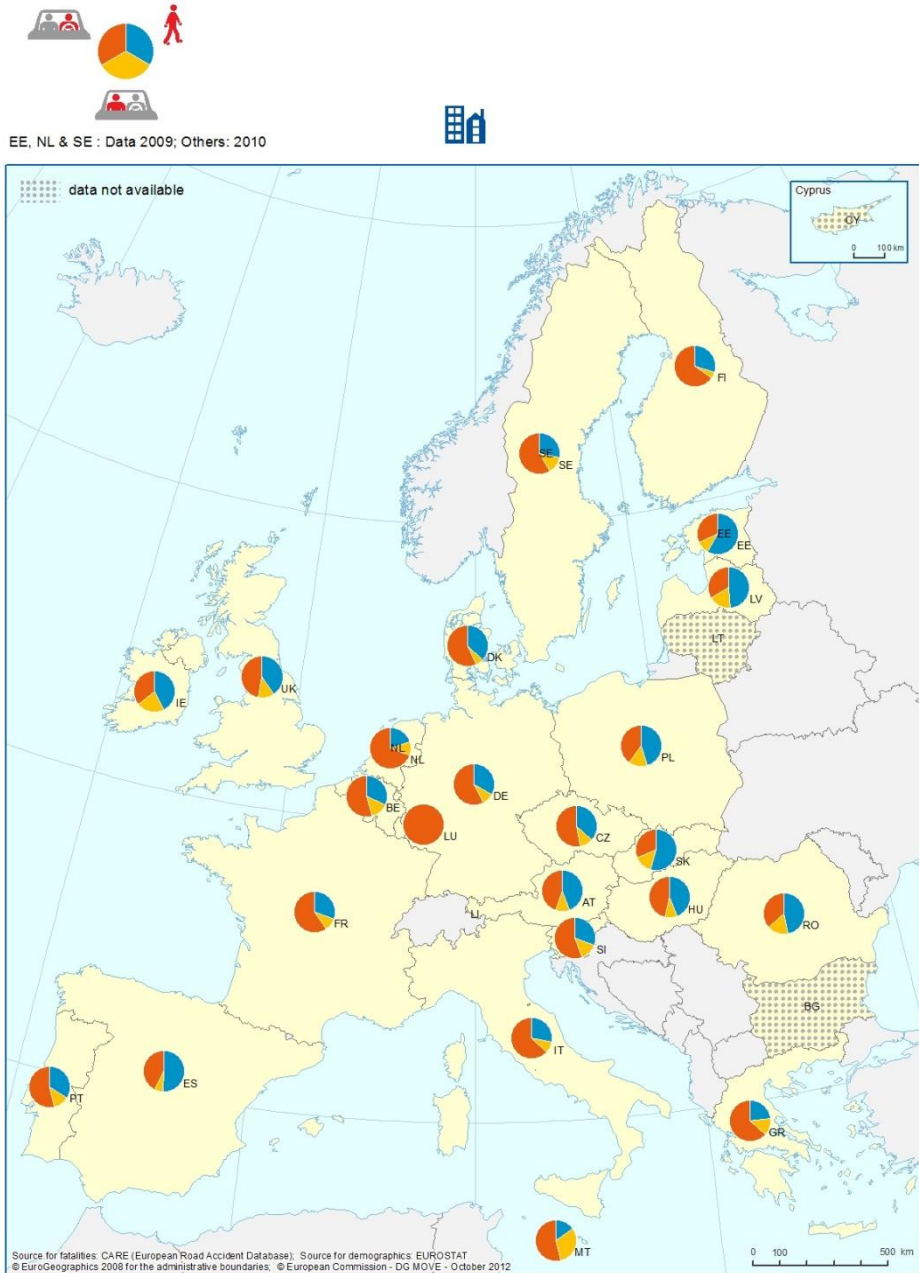 EE, NL & SE : Data 2009; Others: 2010
data not available
Cyprus
CY
0 100 km
FI
SE
SE
EE
EE
LV
LT
DK
IE
UK
NL
NL
PL
BE
DE
LU
CZ
SK
AT
HU
FR
LI
SI
RO
BG
IT
ES
PT
GR
MT
Source for fatalities: CARE (European Road Accident Database); Source for demographics: EUROSTAT
© EuroGeographics 2008 for the administrative boundaries; © European Commission - DG MOVE - October 2012
0 100 500 km